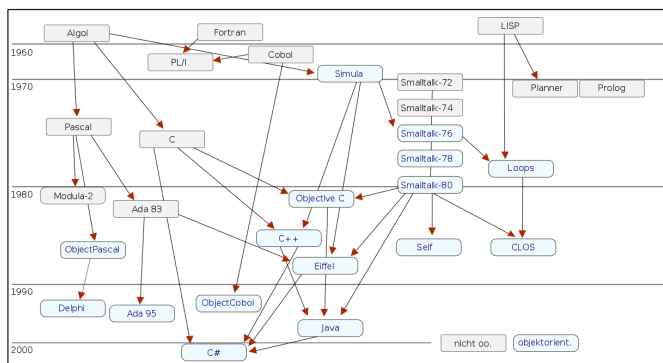 Algol
Fortran
LISP
1960
PL/I
Cobol
Simula
1970
Smalltalk-72
Planner
Prolog
Smalltalk-74
Pascal
C
Smalltalk-76
Smalltalk-78
Loops
1980
Modula-2
Objective C
Smalltalk-80
Ada 83
C++
ObjectPascal
Self
CLOS
Eiffel
1990
Delphi
Ada 95
ObjectCobol
Java
nicht oo.
objektorient.
2000
C#